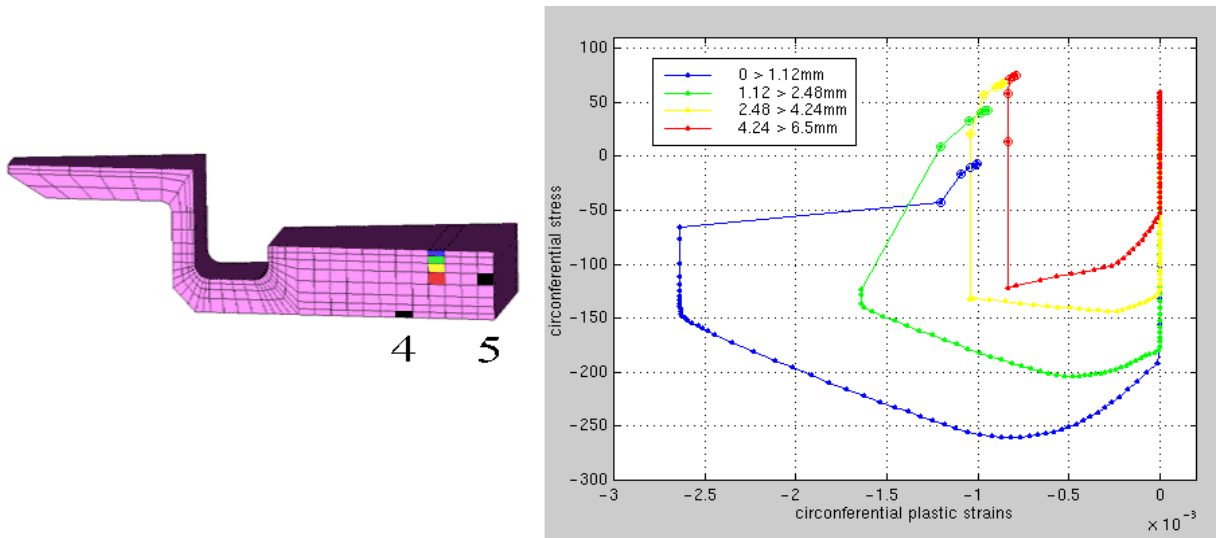 4 5
100
50
0
-50
-100
-150
-200
-250
-300
circonferential stress
0 > 1.12mm
1.12 > 2.48mm
2.48 > 4.24mm
4.24 > 6.5mm
-3 -2.5 -2 -1.5 -1 -0.5 0
circonferential plastic strains
× 10⁻³